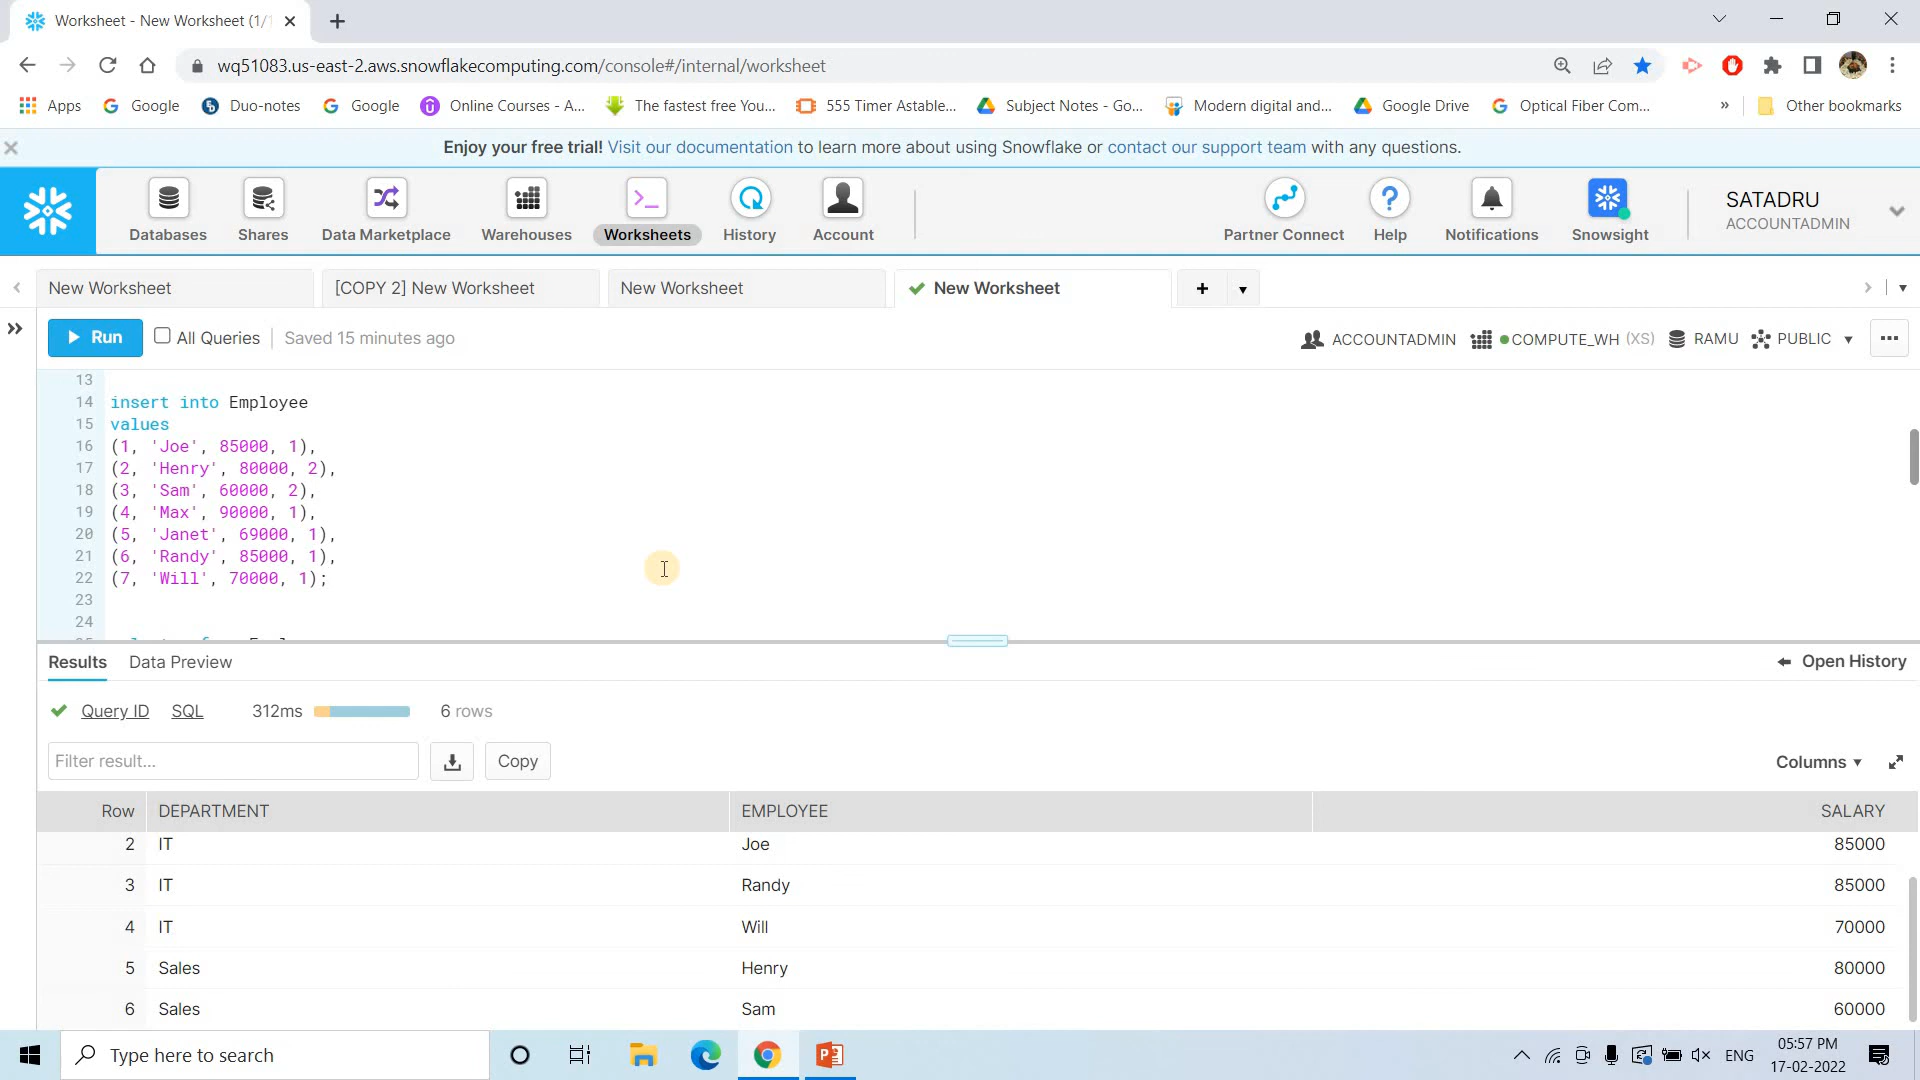 Worksheet - New Worksheet (1/1
wq51083.us-east-2.aws.snowflakecomputing.com/console#/internal/worksheet
Apps Google Duo-notes Google Online Courses - A... The fastest free You... 555 Timer Astable... Subject Notes - Go... Modern digital and... Google Drive Optical Fiber Com... » Other bookmarks
Enjoy your free trial! Visit our documentation to learn more about using Snowflake or contact our support team with any questions.
Databases Shares Data Marketplace Warehouses Worksheets History Account Partner Connect Help Notifications Snowsight
SATADRU
ACCOUNTADMIN
New Worksheet [COPY 2] New Worksheet New Worksheet New Worksheet
Run All Queries Saved 15 minutes ago ACCOUNTADMIN COMPUTE_WH (XS) RAMU PUBLIC
13
14 insert into Employee
15 values
16 (1, 'Joe', 85000, 1),
17 (2, 'Henry', 80000, 2),
18 (3, 'Sam', 60000, 2),
19 (4, 'Max', 90000, 1),
20 (5, 'Janet', 69000, 1),
21 (6, 'Randy', 85000, 1),
22 (7, 'Will', 70000, 1);
23
24
Results Data Preview Open History
Query ID SQL 312ms 6 rows
Filter result... Copy Columns
Row DEPARTMENT EMPLOYEE SALARY
2 IT Joe 85000
3 IT Randy 85000
4 IT Will 70000
5 Sales Henry 80000
6 Sales Sam 60000
Type here to search ENG
05:57 PM
17-02-2022